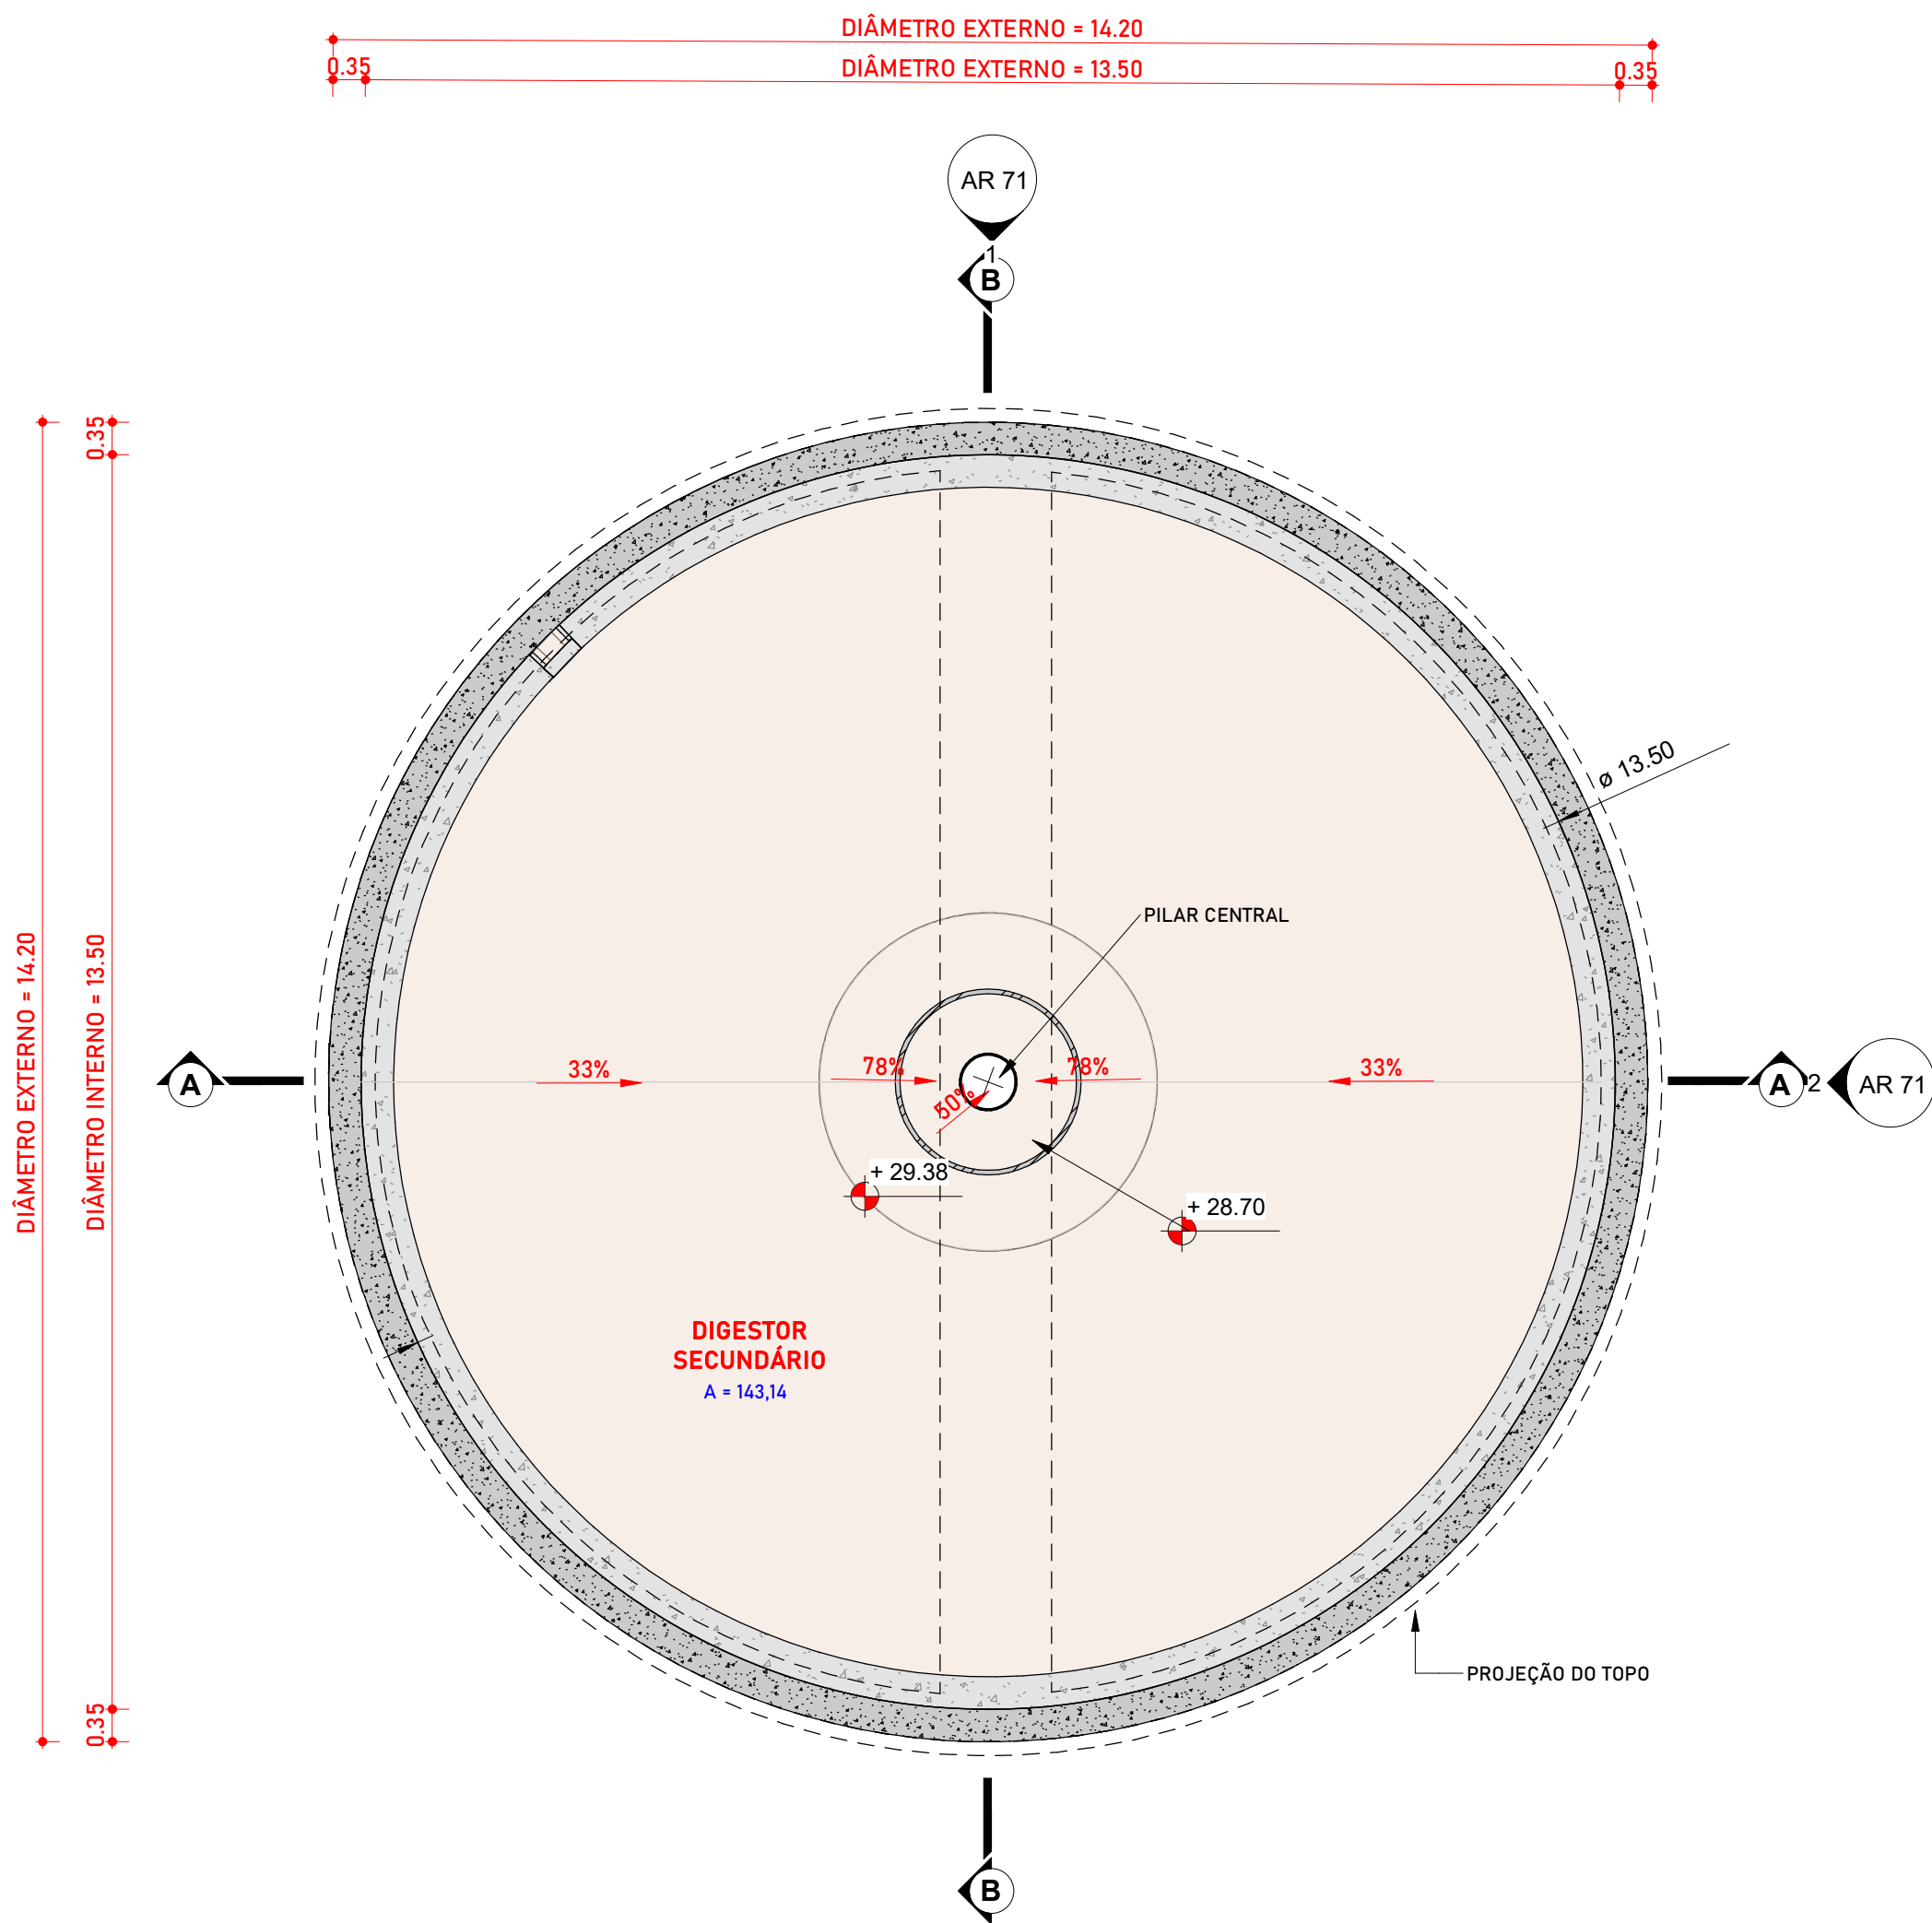 DIÂMETRO EXTERNO = 14.20
0.35
DIÂMETRO EXTERNO = 13.50
0.35
AR 71
1
B
0.35
DIÂMETRO EXTERNO = 14.20
DIÂMETRO INTERNO = 13.50
ø 13.50
PILAR CENTRAL
A
33%
78%
50%
78%
33%
A
2
AR 71
+ 29.38
+ 28.70
DIGESTOR
SECUNDÁRIO
A = 143,14
PROJEÇÃO DO TOPO
0.35
B